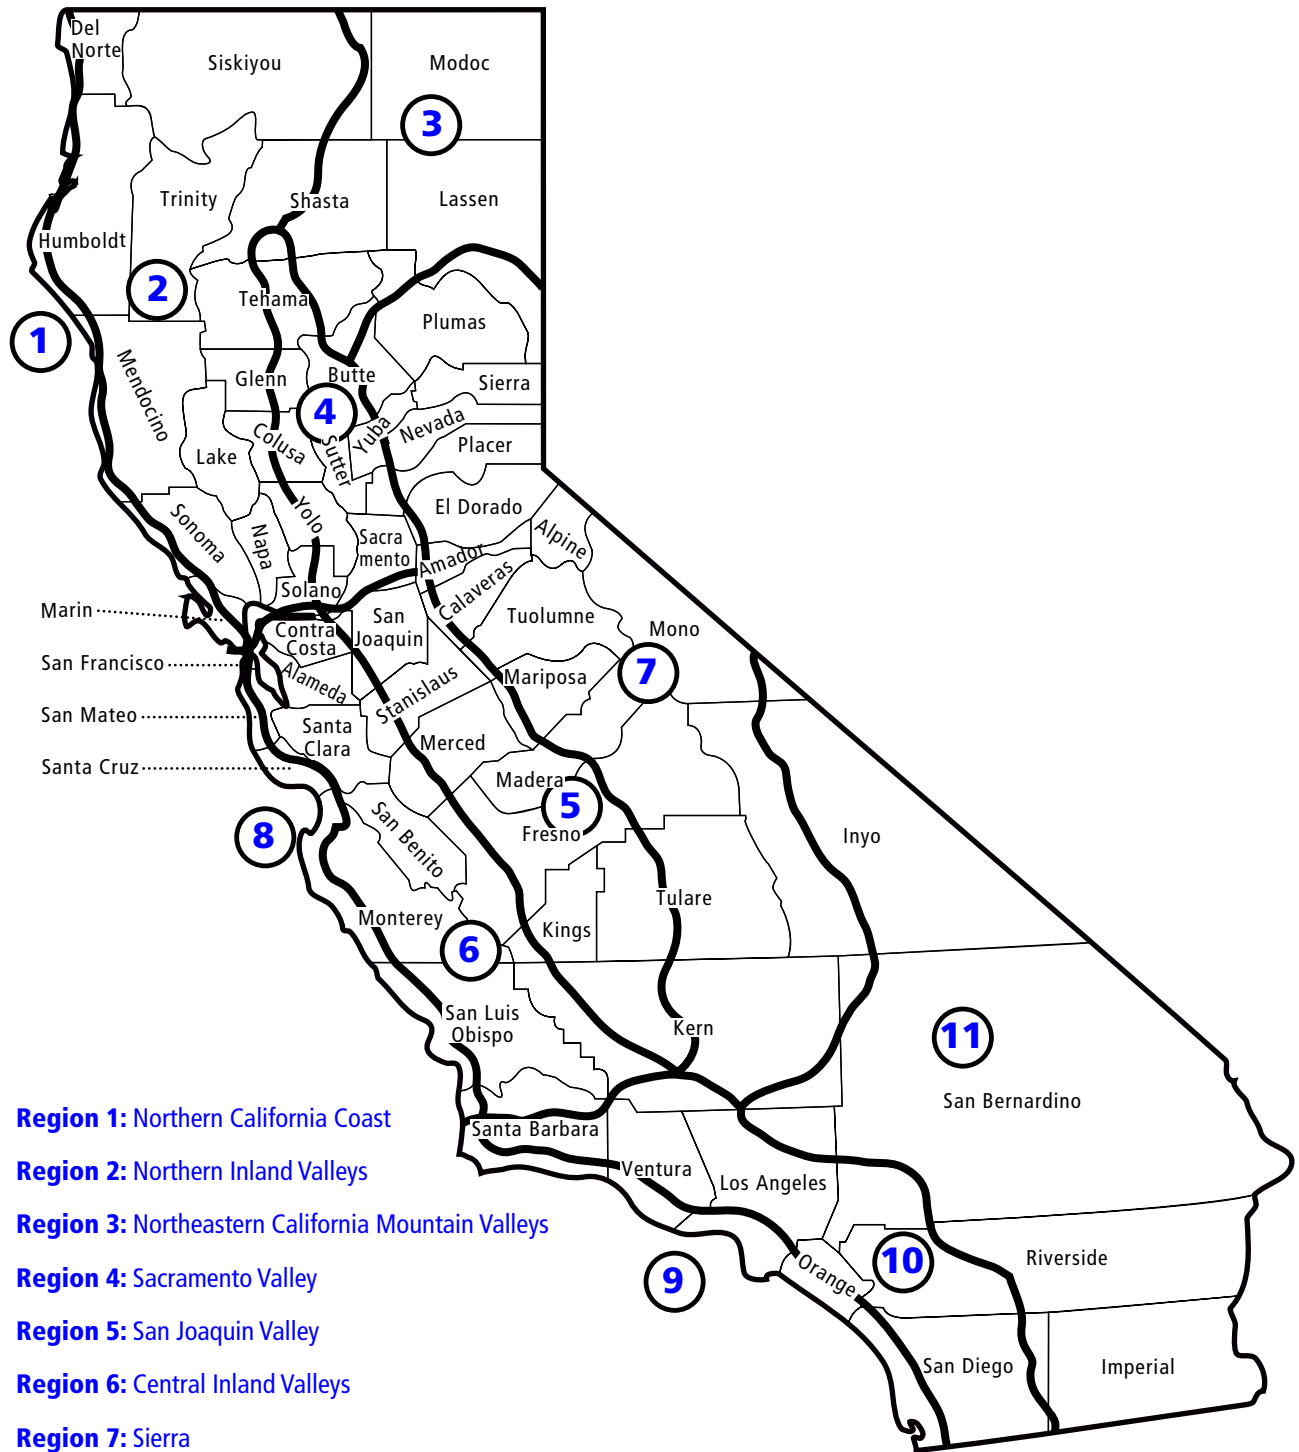 Del
Norte
Siskiyou
Modoc
3
Trinity
Shasta
Lassen
Humboldt
2
Tehama
1
Plumas
Mendocino
Glenn
Butte
Sierra
4
Colusa
Sutter
Yuba
Nevada
Placer
Lake
El Dorado
Yolo
Sonoma
Napa
Sacra
mento
Alpine
Amador
Calaveras
Solano
Marin
Contra
Costa
San
Joaquin
Tuolumne
Mono
San Francisco
Alameda
Stanislaus
Mariposa
7
San Mateo
Santa
Clara
Merced
Santa Cruz
Madera
5
8
San Benito
Fresno
Inyo
Monterey
Tulare
Kings
6
San Luis
Obispo
Kern
11
San Bernardino
Region 1: Northern California Coast
Santa Barbara
Ventura
Los Angeles
Region 2: Northern Inland Valleys
Region 3: Northeastern California Mountain Valleys
10
Riverside
Orange
9
Region 4: Sacramento Valley
Region 5: San Joaquin Valley
San Diego
Imperial
Region 6: Central Inland Valleys
Region 7: Sierra